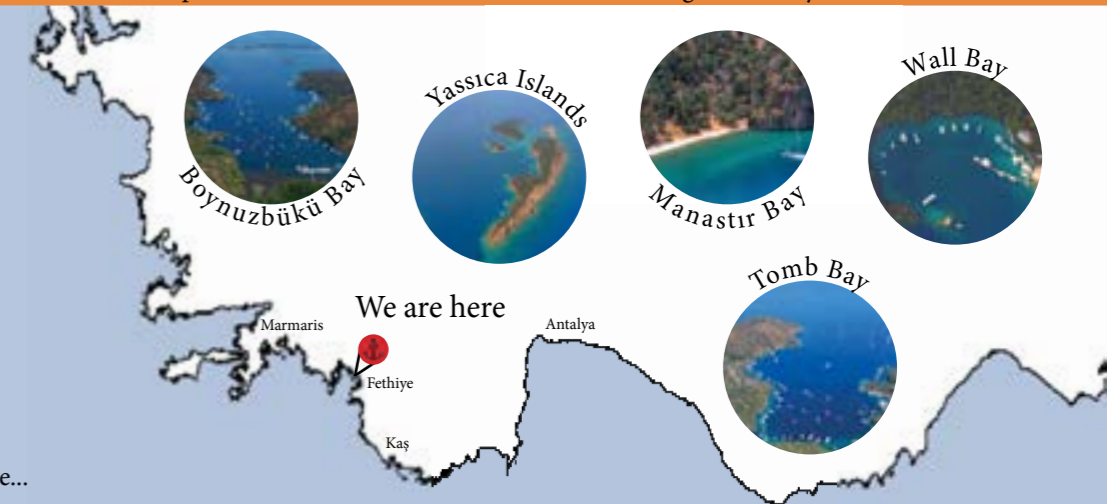 Yassıca Islands
Wall Bay
Boynuzbükü Bay
Manastır Bay
Tomb Bay
We are here
Marmaris
Antalya
Fethiye
Kaş
e...